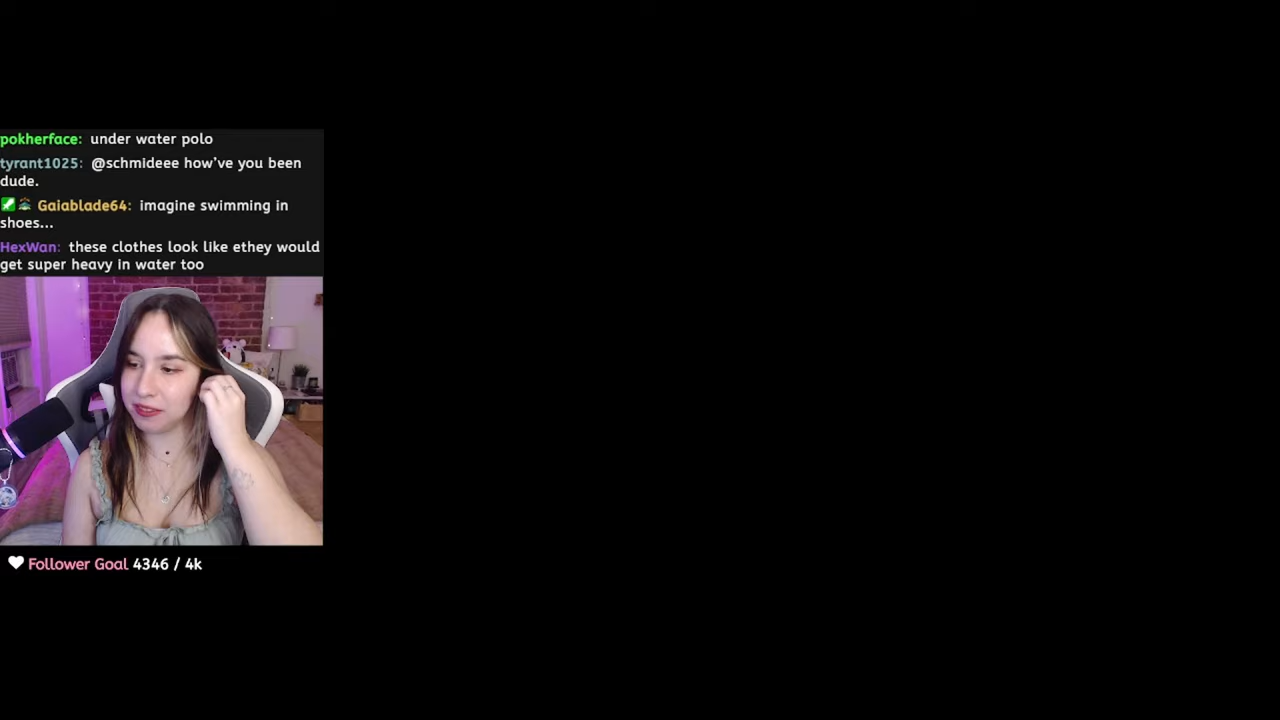 pokherface: under water polo
tyrant1025: @schmideee how've you been
dude.
Gaiablade64: imagine swimming in
shoes...
HexWan: these clothes look like ethey would
get super heavy in water too
Follower Goal 4346 / 4k